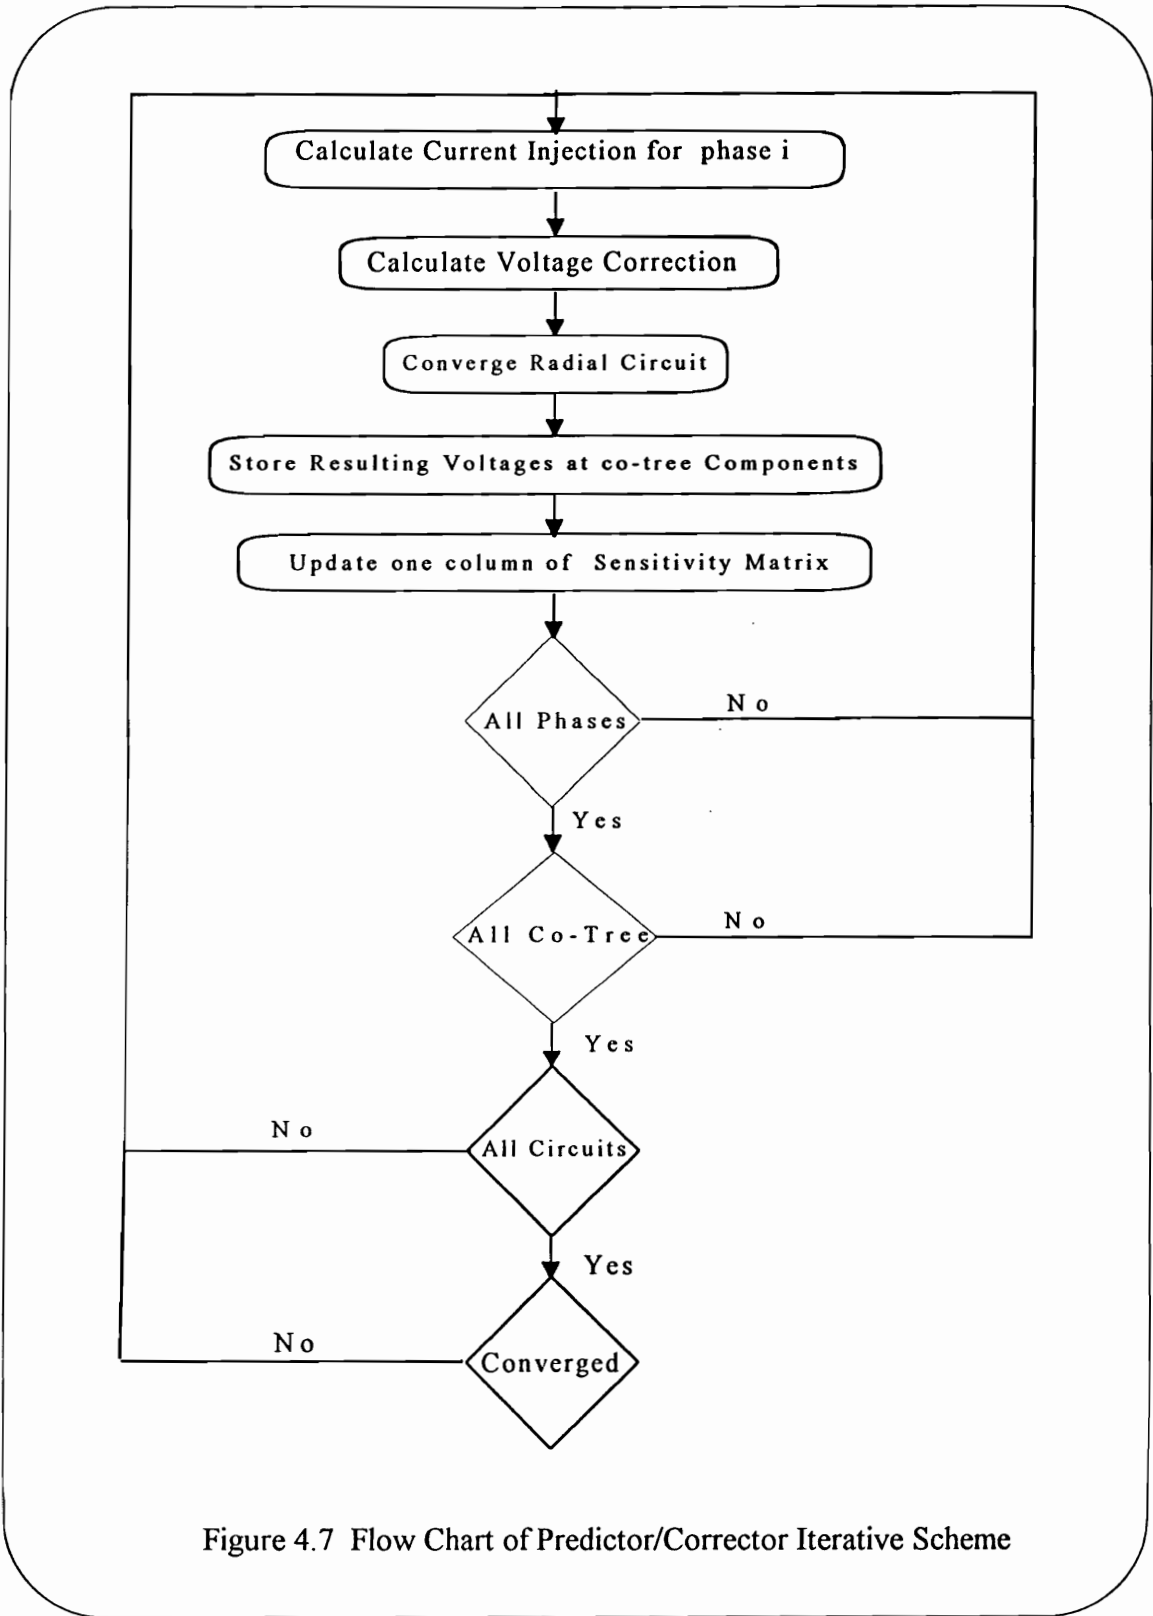 Calculate Current Injection for phase i
Calculate Voltage Correction
Converge Radial Circuit
Store Resulting Voltages at co-tree Components
Update one column of Sensitivity Matrix
All Phases
No
Yes
All Co-Tree
No
Yes
All Circuits
No
Yes
Converged
No
Figure 4.7 Flow Chart of Predictor/Corrector Iterative Scheme